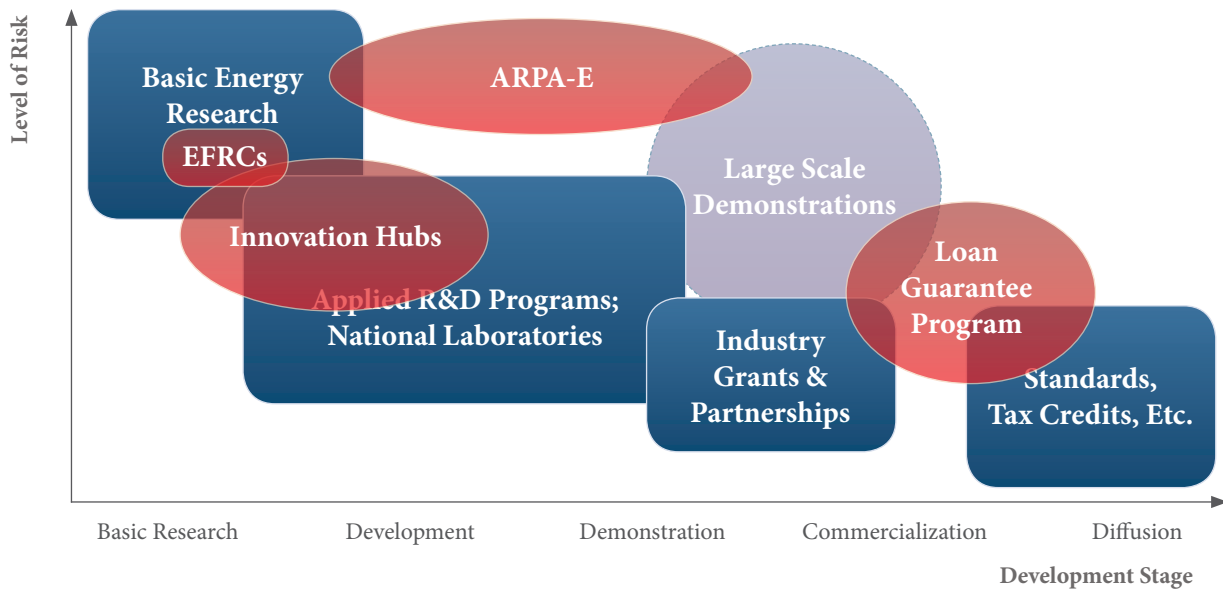 Level of Risk
Basic Energy
Research
EFRCs
ARPA-E
Innovation Hubs
Applied R&D Programs;
National Laboratories
Large Scale
Demonstrations
Loan
Guarantee
Program
Industry
Grants &
Partnerships
Standards,
Tax Credits, Etc.
Basic Research
Development
Demonstration
Commercialization
Diffusion
Development Stage